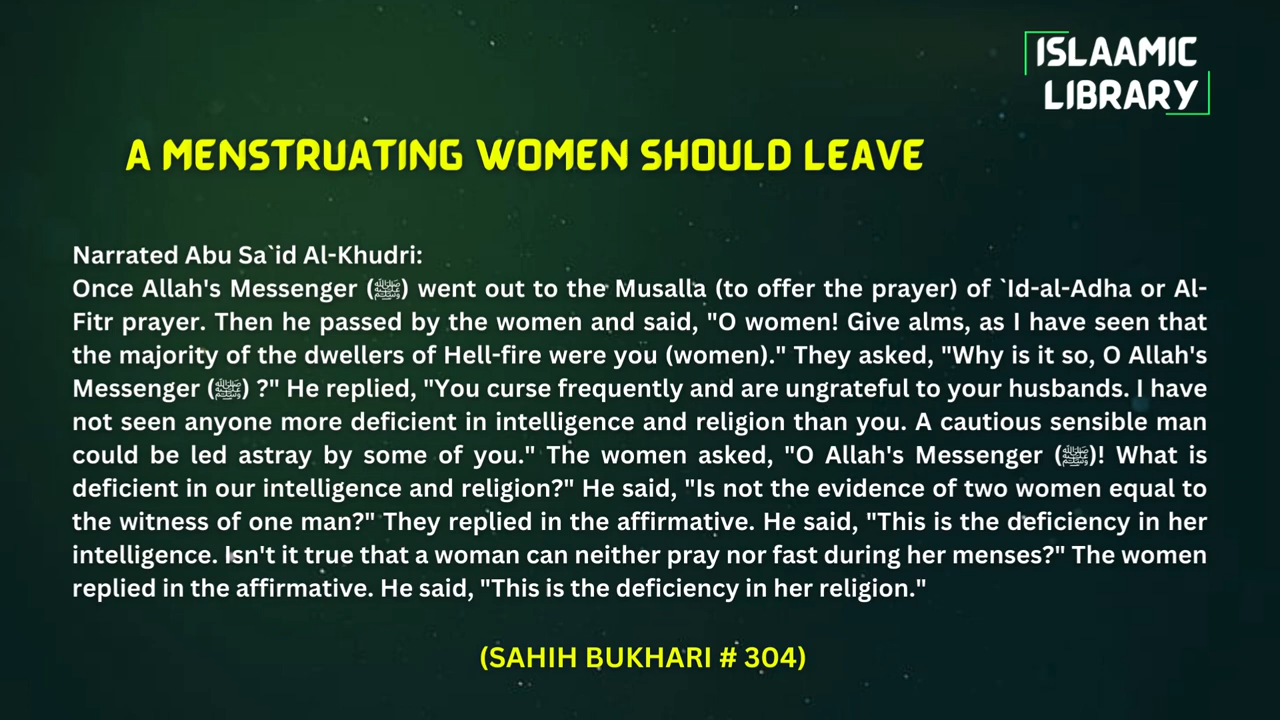 ISLAAMIC
LIBRARY
A MENSTRUATING WOMEN SHOULD LEAVE
Narrated Abu Sa`id Al-Khudri:
Once Allah's Messenger (ﷺ) went out to the Musalla (to offer the prayer) of `Id-al-Adha or Al-
Fitr prayer. Then he passed by the women and said, "O women! Give alms, as I have seen that
the majority of the dwellers of Hell-fire were you (women)." They asked, "Why is it so, O Allah's
Messenger (ﷺ) ?" He replied, "You curse frequently and are ungrateful to your husbands. I have
not seen anyone more deficient in intelligence and religion than you. A cautious sensible man
could be led astray by some of you." The women asked, "O Allah's Messenger (ﷺ)! What is
deficient in our intelligence and religion?" He said, "Is not the evidence of two women equal to
the witness of one man?" They replied in the affirmative. He said, "This is the deficiency in her
intelligence. Isn't it true that a woman can neither pray nor fast during her menses?" The women
replied in the affirmative. He said, "This is the deficiency in her religion."
(SAHIH BUKHARI # 304)